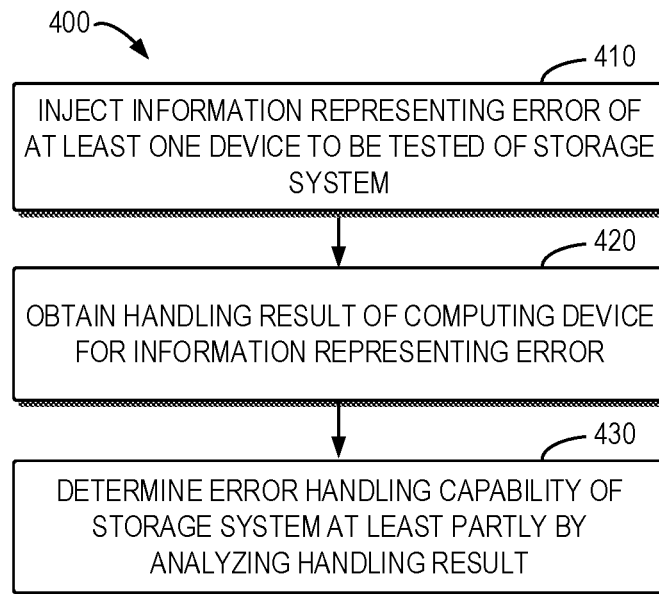 400
410
INJECT INFORMATION REPRESENTING ERROR OF
AT LEAST ONE DEVICE TO BE TESTED OF STORAGE
SYSTEM
420
OBTAIN HANDLING RESULT OF COMPUTING DEVICE
FOR INFORMATION REPRESENTING ERROR
430
DETERMINE ERROR HANDLING CAPABILITY OF
STORAGE SYSTEM AT LEAST PARTLY BY
ANALYZING HANDLING RESULT